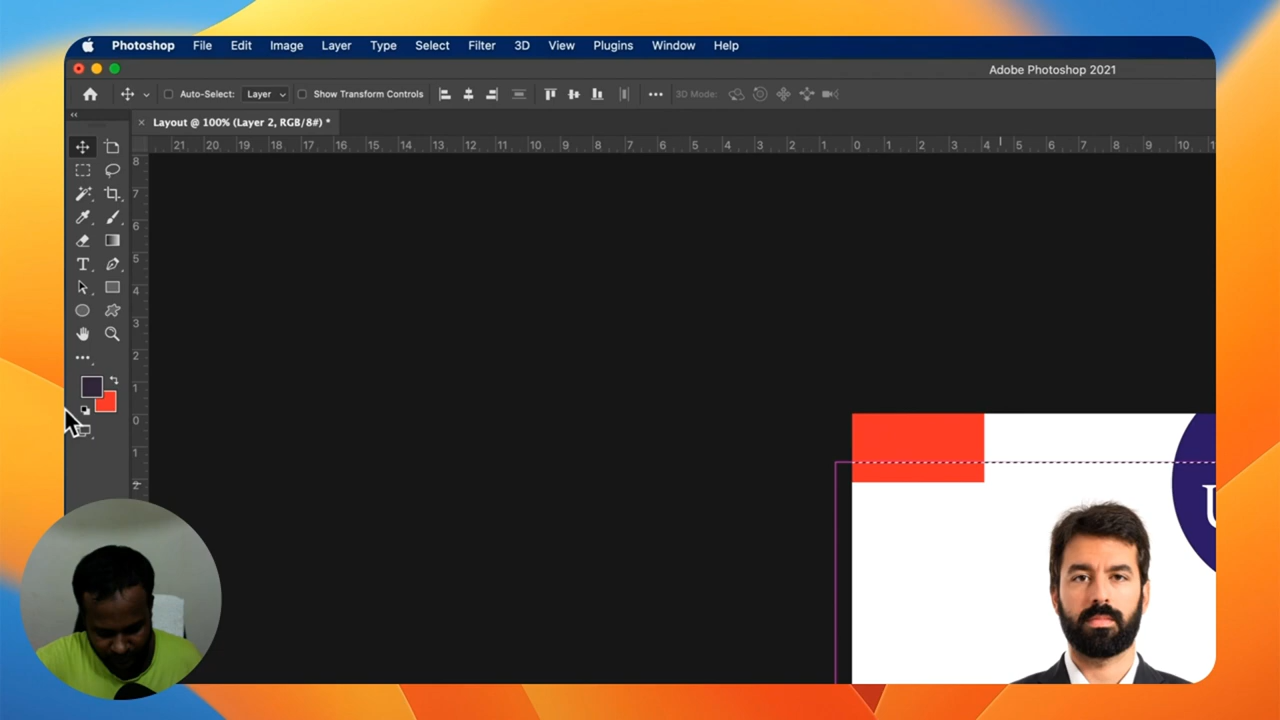 Photoshop File Edit Image Layer Type Select Filter 3D View Plugins Window Help
Adobe Photoshop 2021
Auto-Select: Layer Show Transform Controls 3D Mode:
Layout @ 100% (Layer 2, RGB/8#) *
21 20 19 18 17 16 15 14 13 12 11 10 9 8 7 6 5 4 3 2 1 0 1 2 3 4 5 6 7 8 9 10 1
8
7
6
5
4
3
2
1
0
1
2
U